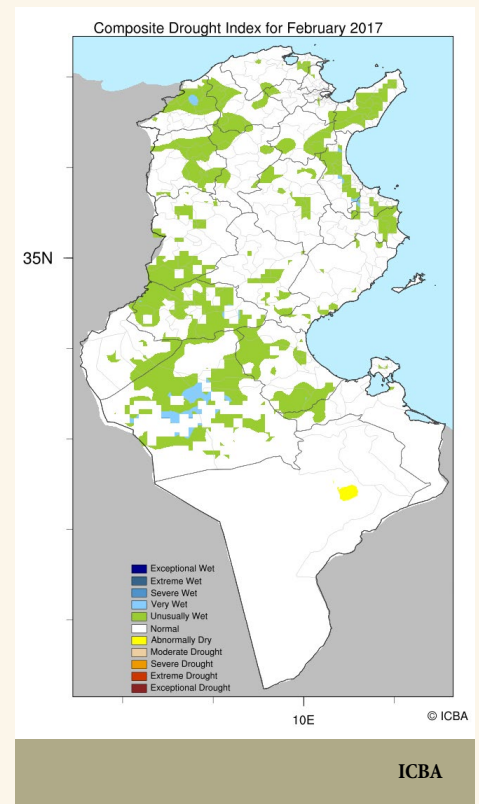 Composite Drought Index for February 2017
35N
Exceptional Wet
Extreme Wet
Severe Wet
Very Wet
Unusually Wet
Normal
Abnormally Dry
Moderate Drought
Severe Drought
Extreme Drought
Exceptional Drought
10E
© ICBA
ICBA